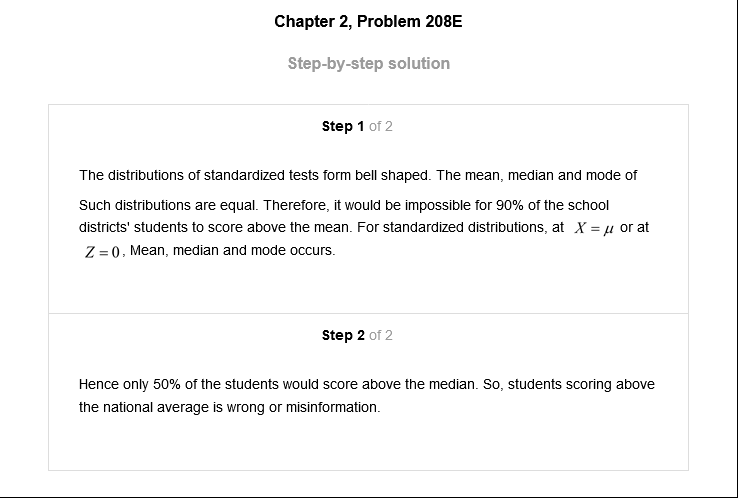 Chapter 2, Problem 208E
Step-by-step solution
Step 1 of 2
The distributions of standardized tests form bell shaped. The mean, median and mode of
Such distributions are equal. Therefore, it would be impossible for 90% of the school
districts' students to score above the mean. For standardized distributions, at X = μ or at
Z = 0, Mean, median and mode occurs.
Step 2 of 2
Hence only 50% of the students would score above the median. So, students scoring above
the national average is wrong or misinformation.